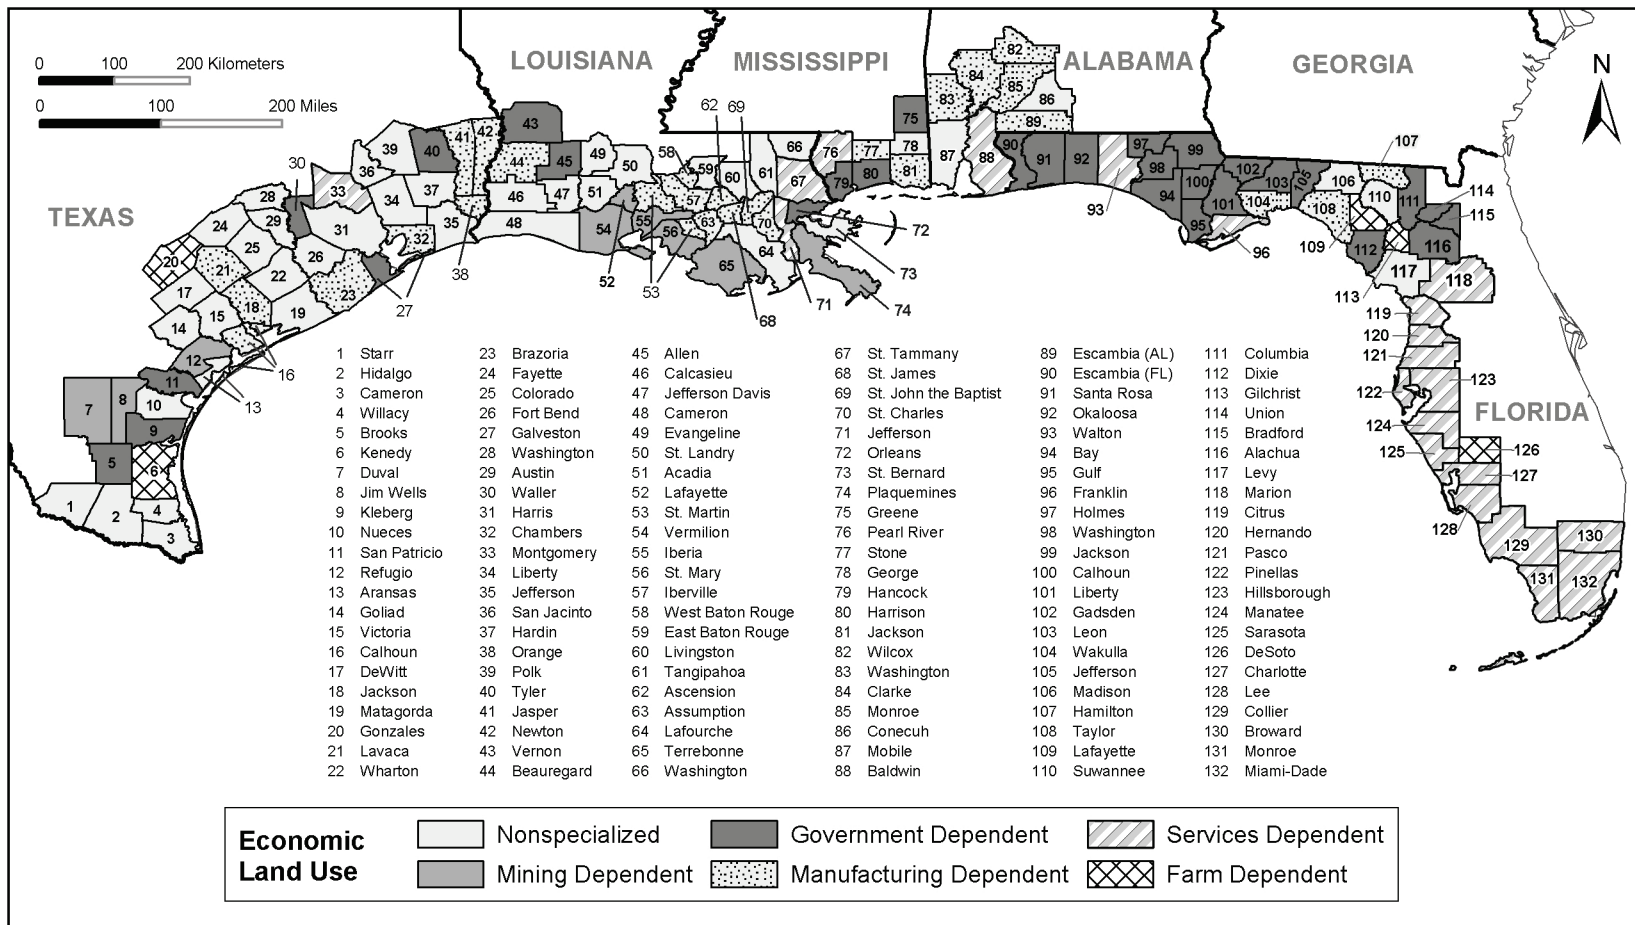 LOUISIANA
MISSISSIPPI
ALABAMA
GEORGIA
TEXAS
FLORIDA
N
0 100 200 Kilometers
0 100 200 Miles
1 Starr
2 Hidalgo
3 Cameron
4 Willacy
5 Brooks
6 Kenedy
7 Duval
8 Jim Wells
9 Kleberg
10 Nueces
11 San Patricio
12 Refugio
13 Aransas
14 Goliad
15 Victoria
16 Calhoun
17 DeWitt
18 Jackson
19 Matagorda
20 Gonzales
21 Lavaca
22 Wharton
23 Brazoria
24 Fayette
25 Colorado
26 Fort Bend
27 Galveston
28 Washington
29 Austin
30 Waller
31 Harris
32 Chambers
33 Montgomery
34 Liberty
35 Jefferson
36 San Jacinto
37 Hardin
38 Orange
39 Polk
40 Tyler
41 Jasper
42 Newton
43 Vernon
44 Beauregard
45 Allen
46 Calcasieu
47 Jefferson Davis
48 Cameron
49 Evangeline
50 St. Landry
51 Acadia
52 Lafayette
53 St. Martin
54 Vermilion
55 Iberia
56 St. Mary
57 Iberville
58 West Baton Rouge
59 East Baton Rouge
60 Livingston
61 Tangipahoa
62 Ascension
63 Assumption
64 Lafourche
65 Terrebonne
66 Washington
67 St. Tammany
68 St. James
69 St. John the Baptist
70 St. Charles
71 Jefferson
72 Orleans
73 St. Bernard
74 Plaquemines
75 Greene
76 Pearl River
77 Stone
78 George
79 Hancock
80 Harrison
81 Jackson
82 Wilcox
83 Washington
84 Clarke
85 Monroe
86 Conecuh
87 Mobile
88 Baldwin
89 Escambia (AL)
90 Escambia (FL)
91 Santa Rosa
92 Okaloosa
93 Walton
94 Bay
95 Gulf
96 Franklin
97 Holmes
98 Washington
99 Jackson
100 Calhoun
101 Liberty
102 Gadsden
103 Leon
104 Wakulla
105 Jefferson
106 Madison
107 Hamilton
108 Taylor
109 Lafayette
110 Suwannee
111 Columbia
112 Dixie
113 Gilchrist
114 Union
115 Bradford
116 Alachua
117 Levy
118 Marion
119 Citrus
120 Hernando
121 Pasco
122 Pinellas
123 Hillsborough
124 Manatee
125 Sarasota
126 DeSoto
127 Charlotte
128 Lee
129 Collier
130 Broward
131 Monroe
132 Miami-Dade
Economic
Land Use
Nonspecialized
Government Dependent
Services Dependent
Mining Dependent
Manufacturing Dependent
Farm Dependent